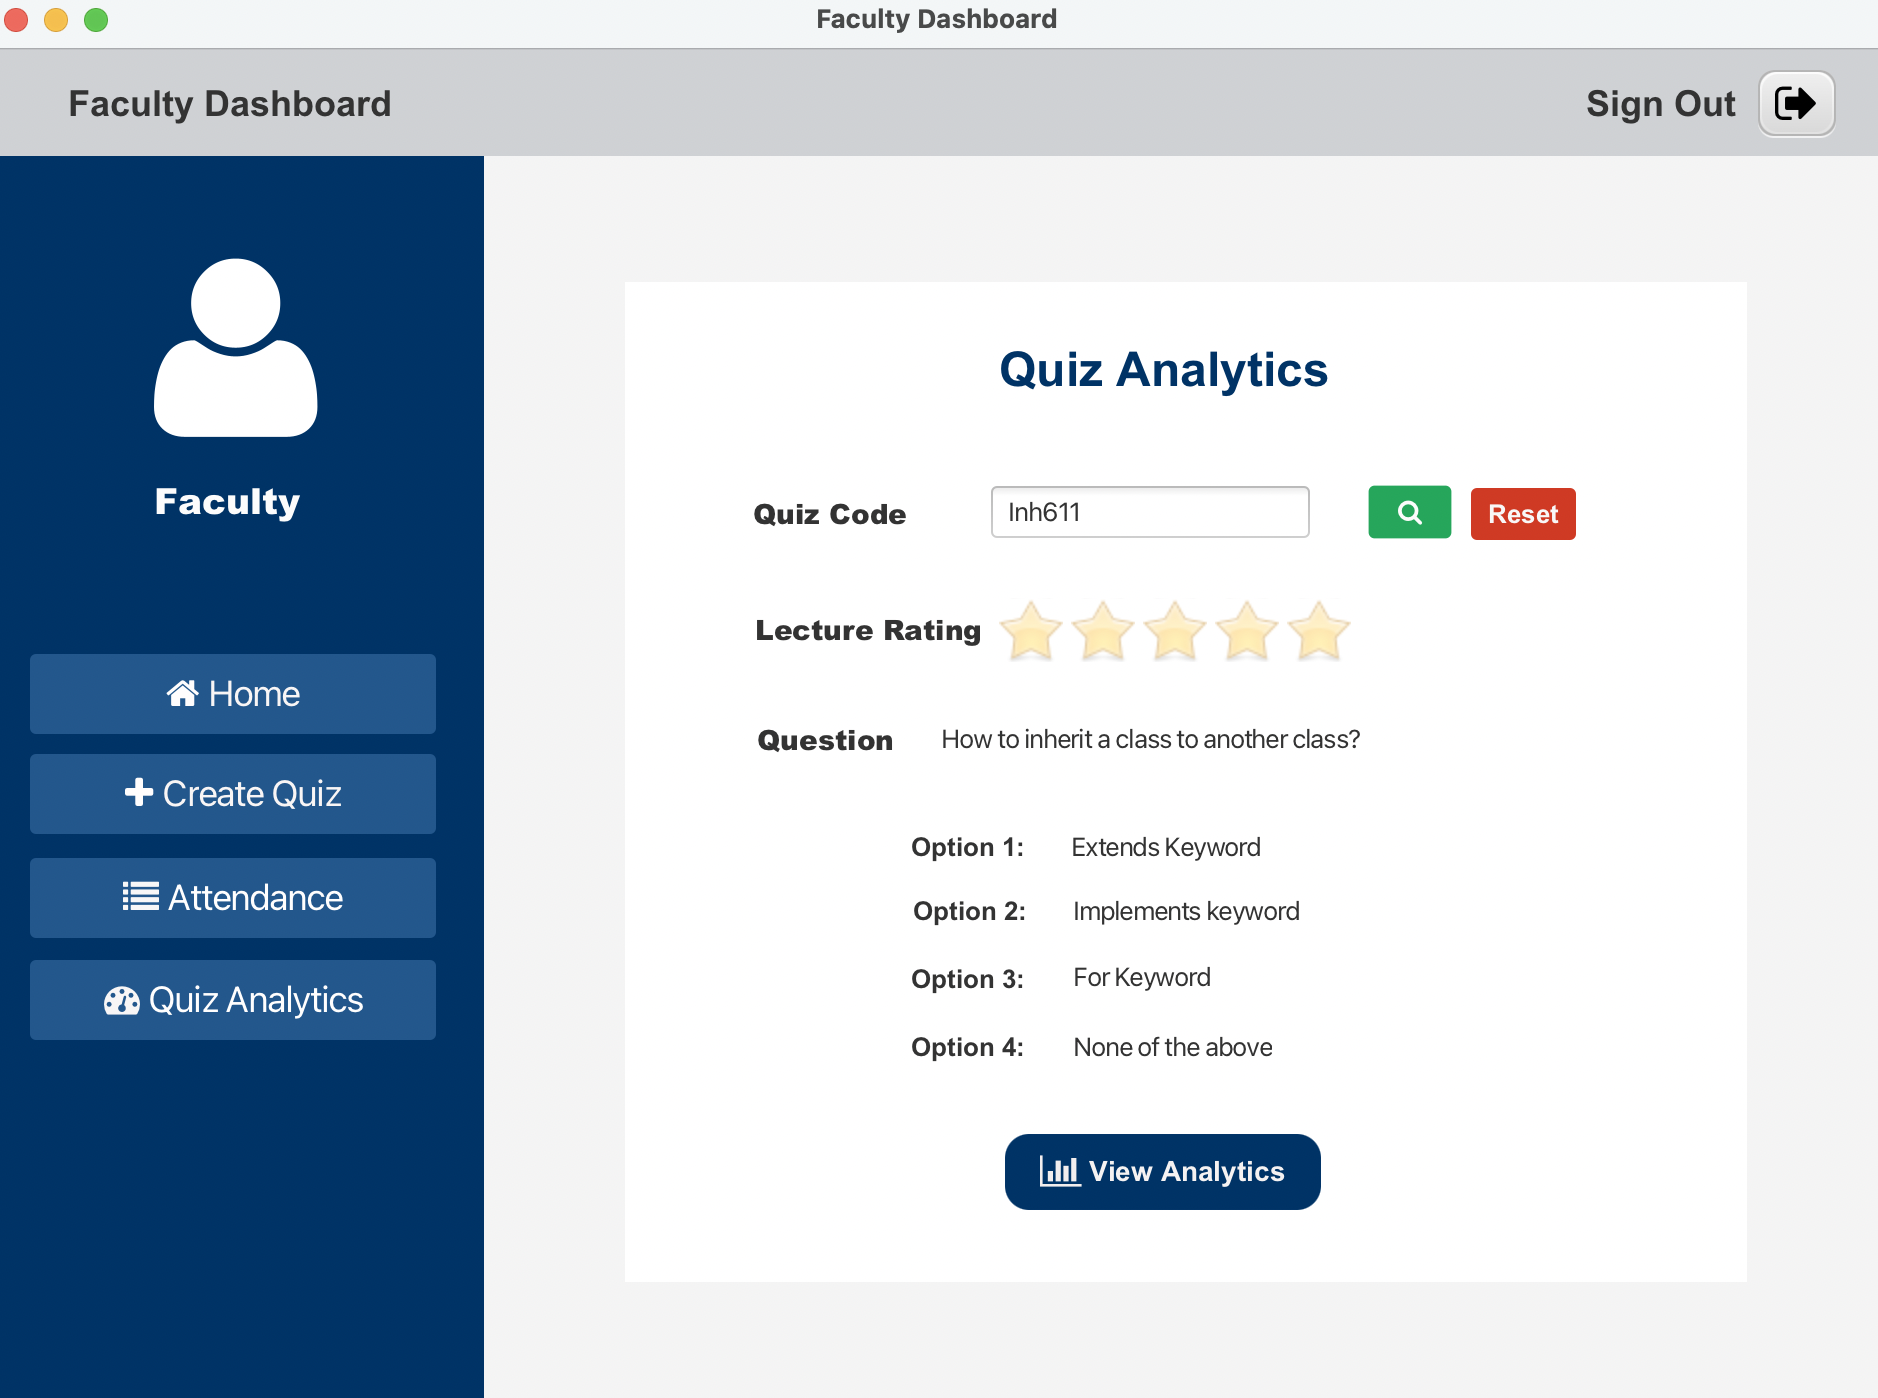 Faculty Dashboard
Faculty Dashboard
Sign Out
Faculty
Home
Create Quiz
Attendance
Quiz Analytics
Quiz Analytics
Quiz Code
Inh611
Reset
Lecture Rating
Question
How to inherit a class to another class?
Option 1:
Extends Keyword
Option 2:
Implements keyword
Option 3:
For Keyword
Option 4:
None of the above
View Analytics